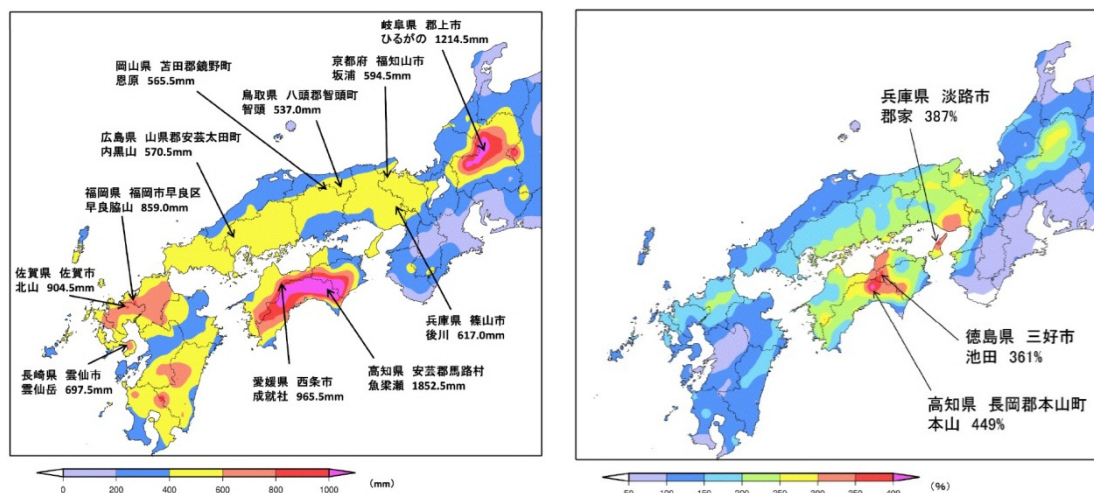 岐阜県 郡上市
ひるがの 1214.5mm
岡山県 苫田郡鏡野町
恩原 565.5mm
京都府 福知山市
坂浦 594.5mm
鳥取県 八頭郡智頭町
智頭 537.0mm
広島県 山県郡安芸太田町
内黒山 570.5mm
福岡県 福岡市早良区
早良脇山 859.0mm
佐賀県 佐賀市
北山 904.5mm
長崎県 雲仙市
雲仙岳 697.5mm
愛媛県 西条市
成就社 965.5mm
高知県 安芸郡馬路村
魚梁瀬 1852.5mm
兵庫県 篠山市
後川 617.0mm
0 200 400 600 800 1000 (mm)
兵庫県 淡路市
郡家 387%
徳島県 三好市
池田 361%
高知県 長岡郡本山町
本山 449%
50 100 150 200 250 300 350 400 (%)